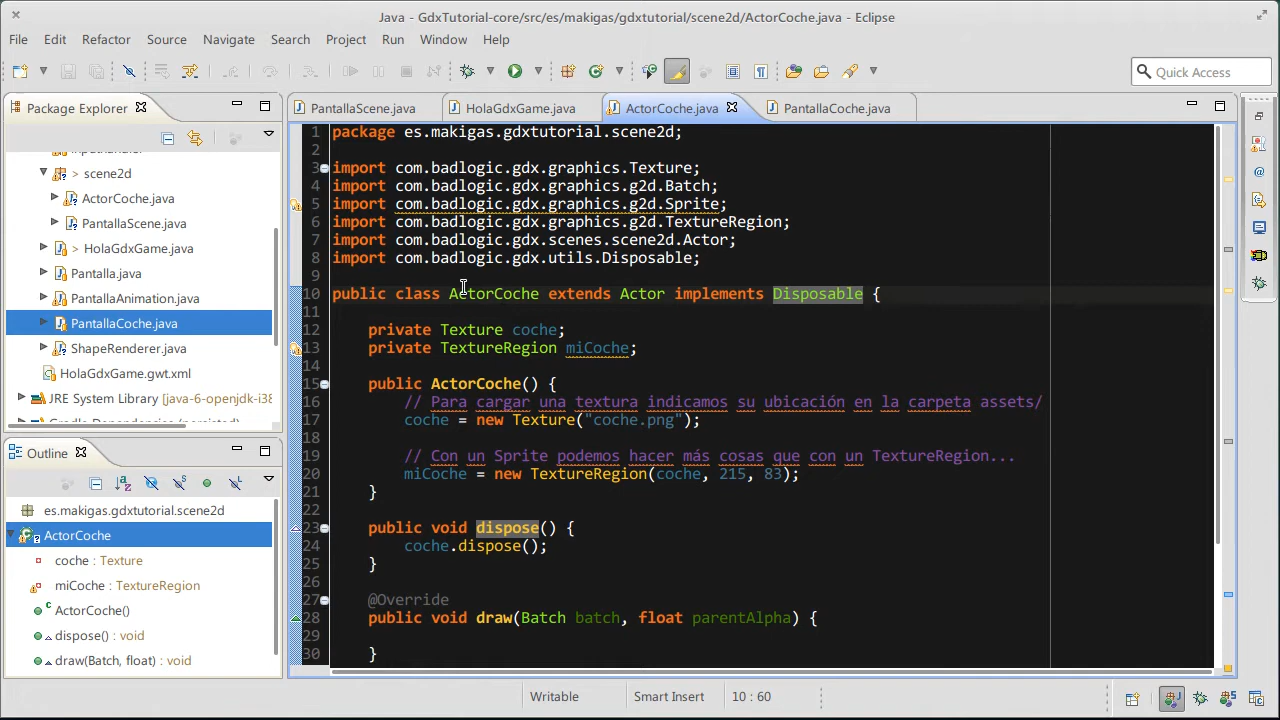 Java - GdxTutorial-core/src/es/makigas/gdxtutorial/scene2d/ActorCoche.java - Eclipse
File Edit Refactor Source Navigate Search Project Run Window Help
Quick Access
Package Explorer
> scene2d
ActorCoche.java
PantallaScene.java
> HolaGdxGame.java
Pantalla.java
PantallaAnimation.java
PantallaCoche.java
ShapeRenderer.java
HolaGdxGame.gwt.xml
JRE System Library [java-6-openjdk-i38
Outline
es.makigas.gdxtutorial.scene2d
ActorCoche
coche : Texture
miCoche : TextureRegion
ActorCoche()
dispose() : void
draw(Batch, float) : void
PantallaScene.java HolaGdxGame.java ActorCoche.java PantallaCoche.java
1 package es.makigas.gdxtutorial.scene2d;
2
3 import com.badlogic.gdx.graphics.Texture;
4 import com.badlogic.gdx.graphics.g2d.Batch;
5 import com.badlogic.gdx.graphics.g2d.Sprite;
6 import com.badlogic.gdx.graphics.g2d.TextureRegion;
7 import com.badlogic.gdx.scenes.scene2d.Actor;
8 import com.badlogic.gdx.utils.Disposable;
9
10 public class ActorCoche extends Actor implements Disposable {
11
12 private Texture coche;
13 private TextureRegion miCoche;
14
15 public ActorCoche() {
16 // Para cargar una textura indicamos su ubicación en la carpeta assets/
17 coche = new Texture("coche.png");
18
19 // Con un Sprite podemos hacer más cosas que con un TextureRegion...
20 miCoche = new TextureRegion(coche, 215, 83);
21 }
22
23 public void dispose() {
24 coche.dispose();
25 }
26
27 @Override
28 public void draw(Batch batch, float parentAlpha) {
29
30 }
Writable Smart Insert 10 : 60